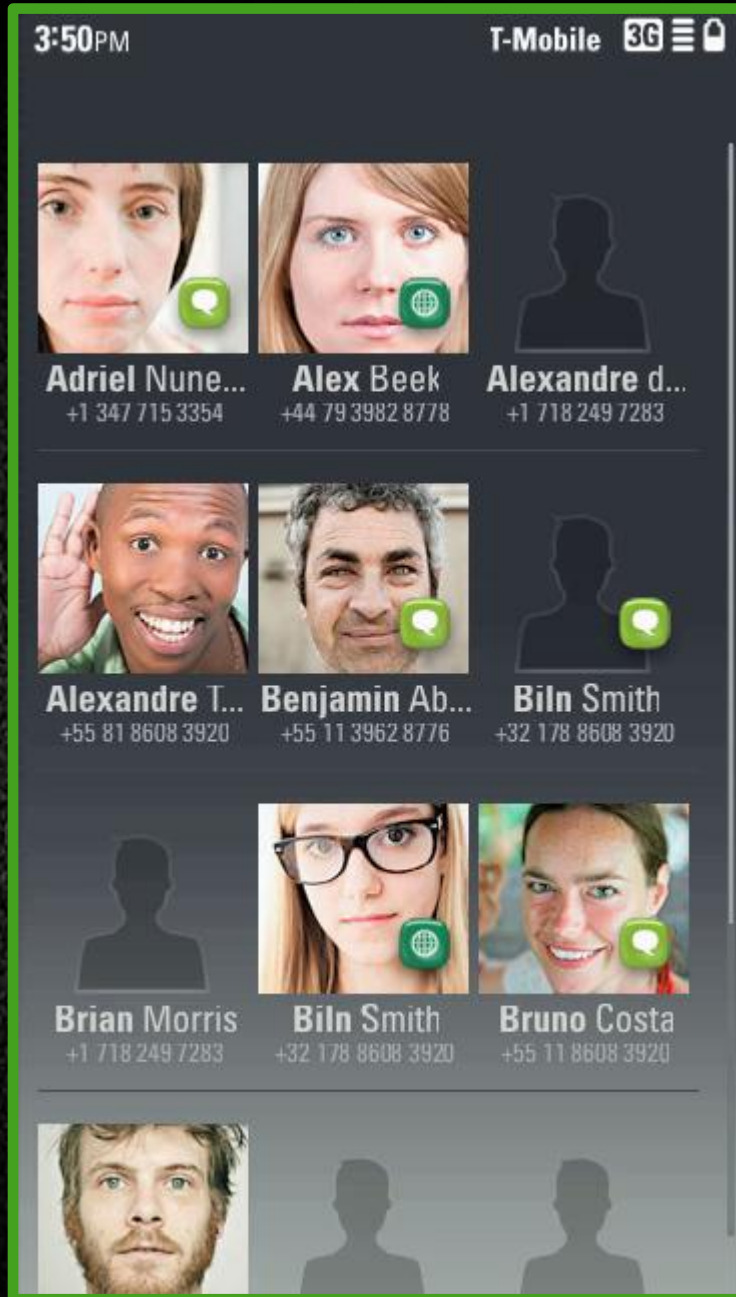 3:50PM T-Mobile 3G
Adriel Nune... Alex Beek Alexandre d...
+1 347 715 3354 +44 79 3982 8778 +1 718 249 7283
Alexandre T... Benjamin Ab... Biln Smith
+55 81 8608 3920 +55 11 3962 8776 +32 178 8608 3920
Brian Morris Biln Smith Bruno Costa
+1 718 249 7283 +32 178 8608 3920 +55 11 8608 3920